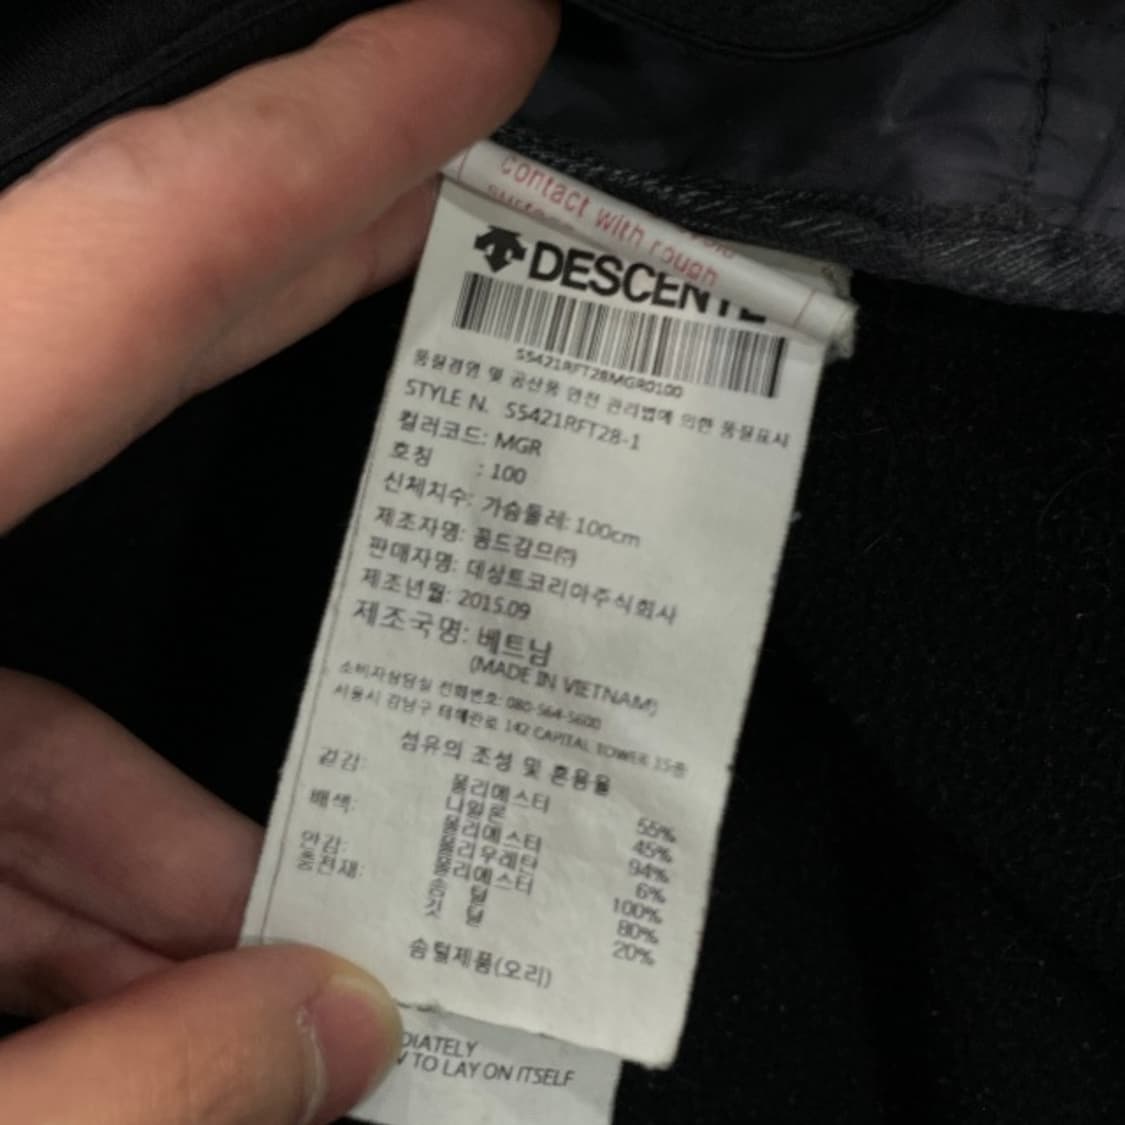 contact with rough
DESCENTE
S5421RFT28MGR0100
품질경영 및 공산품 안전 관리법에 의한 품질표시
STYLE N. S5421RFT28-1
컬러코드: MGR
호칭 : 100
신체치수: 가슴둘레: 100cm
제조자명: 꿈드감므㈜
판매자명: 데상트코리아주식회사
제조년월: 2015.09
제조국명: 베트남
(MADE IN VIETNAM)
소비자상담실 전화번호: 080-564-5600
서울시 강남구 테헤란로 142 CAPITAL TOWER 15층
섬유의 조성 및 혼용율
겉감: 폴리에스터 55%
나일론 45%
배색: 폴리에스터 94%
폴리우레탄 6%
안감: 폴리에스터 100%
충전재: 솜 털 80%
깃 털 20%
솜털제품(오리)
DIATELY
TO LAY ON ITSELF